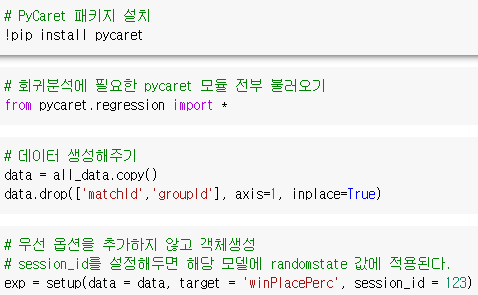 # PyCaret 패키지 설치
!pip install pycaret
# 회귀분석에 필요한 pycaret 모듈 전부 불러오기
from pycaret.regression import *
# 데이터 생성해주기
data = all_data.copy()
data.drop(['matchId','groupId'], axis=1, inplace=True)
# 우선 옵션을 추가하지 않고 객체생성
# session_id를 설정해두면 해당 모델에 randomstate 값에 적용된다.
exp = setup(data = data, target = 'winPlacePerc', session_id = 123)